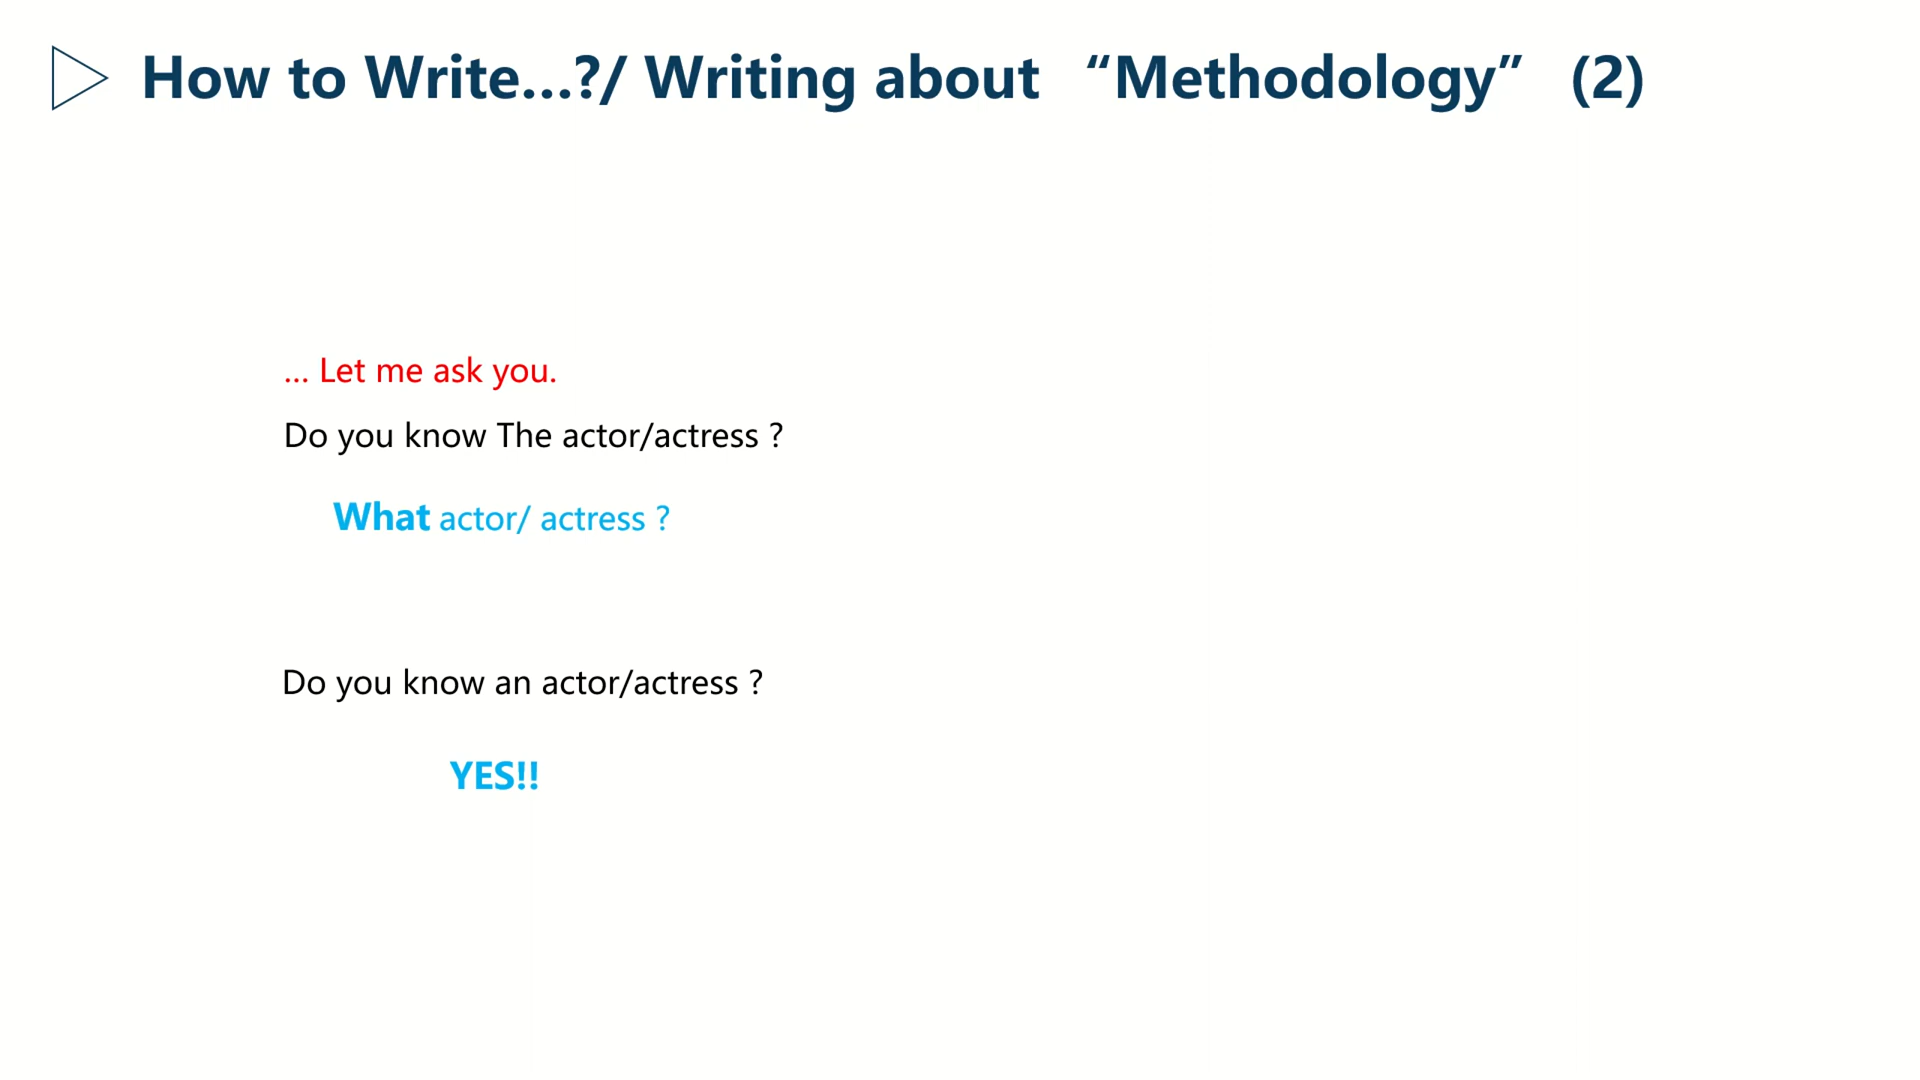 How to Write...?/ Writing about “Methodology” (2)
... Let me ask you.
Do you know The actor/actress ?
What actor/ actress ?
Do you know an actor/actress ?
YES!!